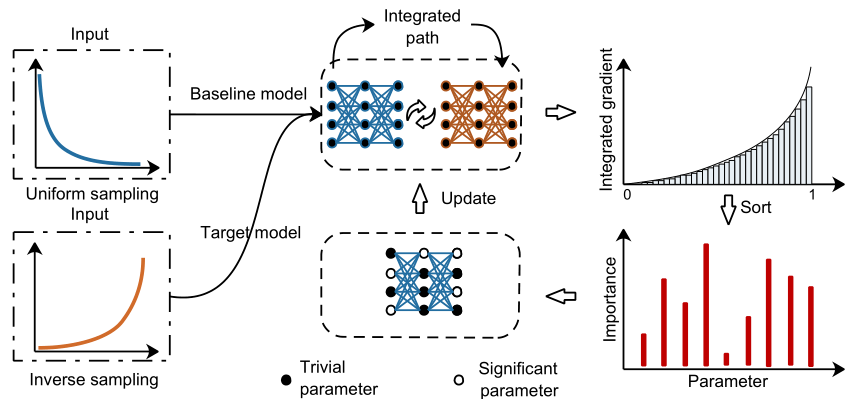 Input
Uniform sampling
Baseline model
Integrated
path
Integrated gradient
0
1
Sort
Input
Inverse sampling
Target model
Update
Importance
Parameter
Trivial
parameter
Significant
parameter